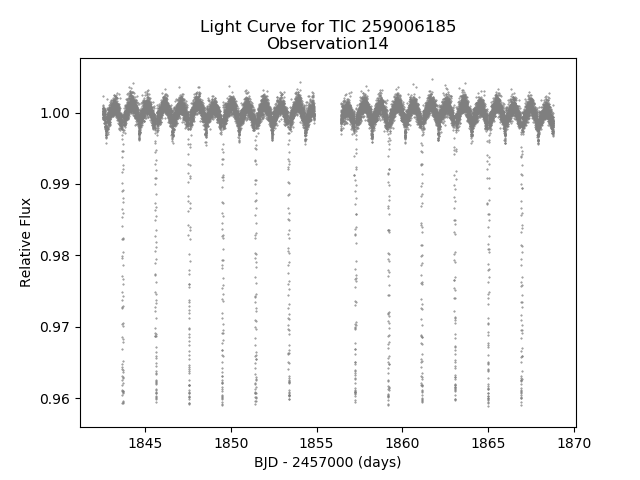 Light Curve for TIC 259006185
Observation14
1.00
0.99
0.98
0.97
0.96
Relative Flux
1845 1850 1855 1860 1865 1870
BJD - 2457000 (days)